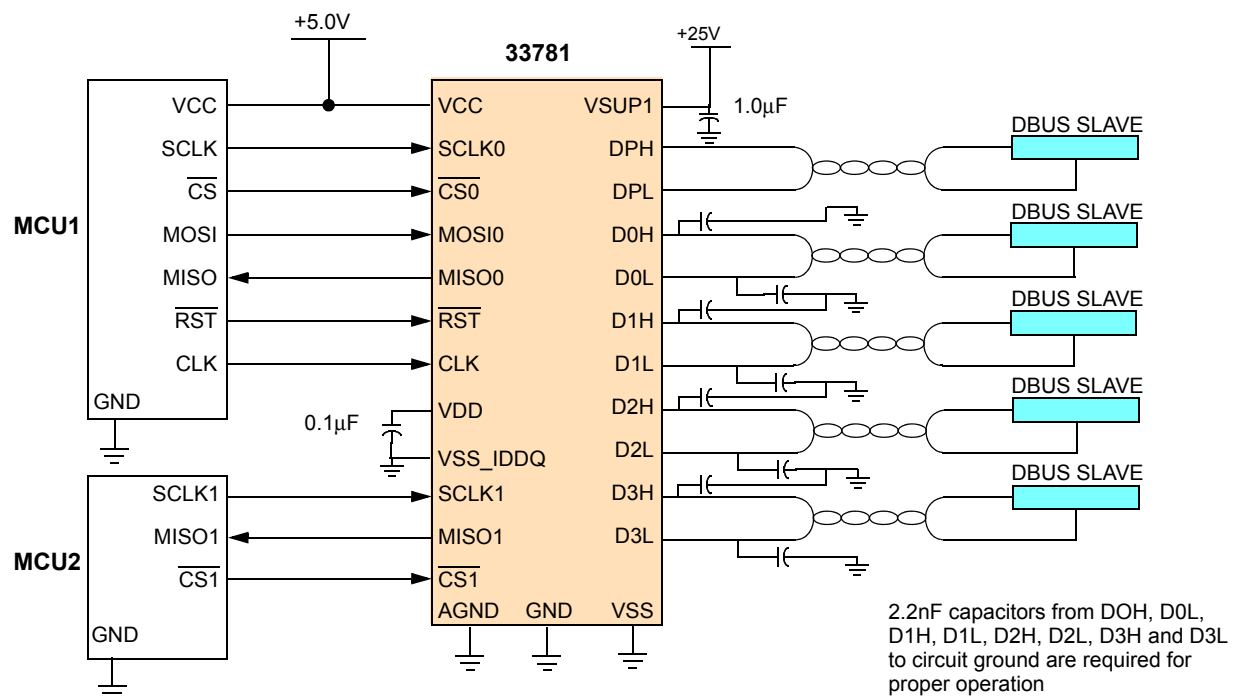 +5.0V
33781
+25V
1.0μF
MCU1
VCC
SCLK
CS
MOSI
MISO
RST
CLK
GND
VCC
SCLK0
CS0
MOSI0
MISO0
RST
CLK
VDD
VSS_IDDQ
SCLK1
MISO1
CS1
AGND
GND
VSS
VSUP1
DPH
DPL
D0H
D0L
D1H
D1L
D2H
D2L
D3H
D3L
DBUS SLAVE
DBUS SLAVE
DBUS SLAVE
DBUS SLAVE
DBUS SLAVE
0.1μF
MCU2
SCLK1
MISO1
CS1
GND
2.2nF capacitors from DOH, D0L,
D1H, D1L, D2H, D2L, D3H and D3L
to circuit ground are required for
proper operation